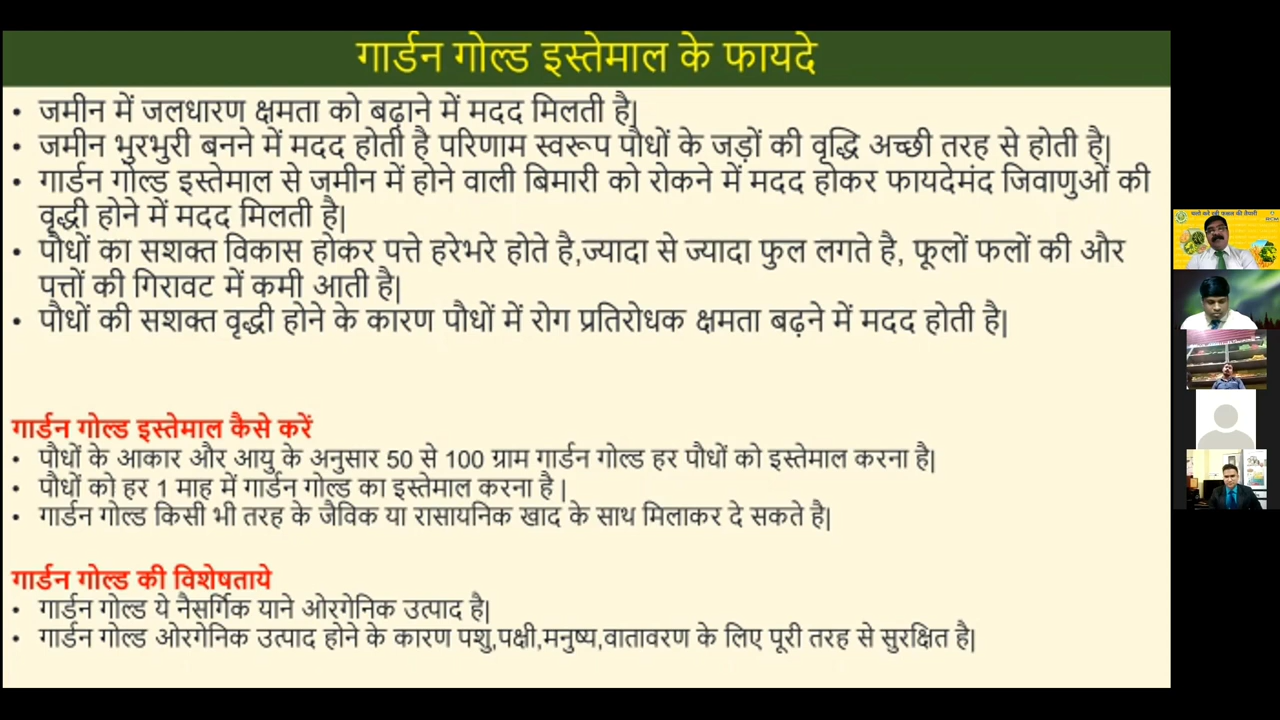 गार्डन गोल्ड इस्तेमाल के फायदे
• जमीन में जलधारण क्षमता को बढ़ाने में मदद मिलती है|
• जमीन भुरभुरी बनने में मदद होती है परिणाम स्वरूप पौधों के जड़ों की वृद्धि अच्छी तरह से होती है|
• गार्डन गोल्ड इस्तेमाल से जमीन में होने वाली बिमारी को रोकने में मदद होकर फायदेमंद जिवाणुओं की
वृद्धी होने में मदद मिलती है|
• पौधों का सशक्त विकास होकर पत्ते हरेभरे होते है,ज्यादा से ज्यादा फुल लगते है, फूलों फलों की और
पत्तों की गिरावट में कमी आती है|
• पौधों की सशक्त वृद्धी होने के कारण पौधों में रोग प्रतिरोधक क्षमता बढ़ने में मदद होती है|
गार्डन गोल्ड इस्तेमाल कैसे करें
• पौधों के आकार और आयु के अनुसार 50 से 100 ग्राम गार्डन गोल्ड हर पौधों को इस्तेमाल करना है|
• पौधों को हर 1 माह में गार्डन गोल्ड का इस्तेमाल करना है |
• गार्डन गोल्ड किसी भी तरह के जैविक या रासायनिक खाद के साथ मिलाकर दे सकते है|
गार्डन गोल्ड की विशेषताये
• गार्डन गोल्ड ये नैसर्गिक याने ओरगेनिक उत्पाद है|
• गार्डन गोल्ड ओरगेनिक उत्पाद होने के कारण पशु,पक्षी,मनुष्य,वातावरण के लिए पूरी तरह से सुरक्षित है|